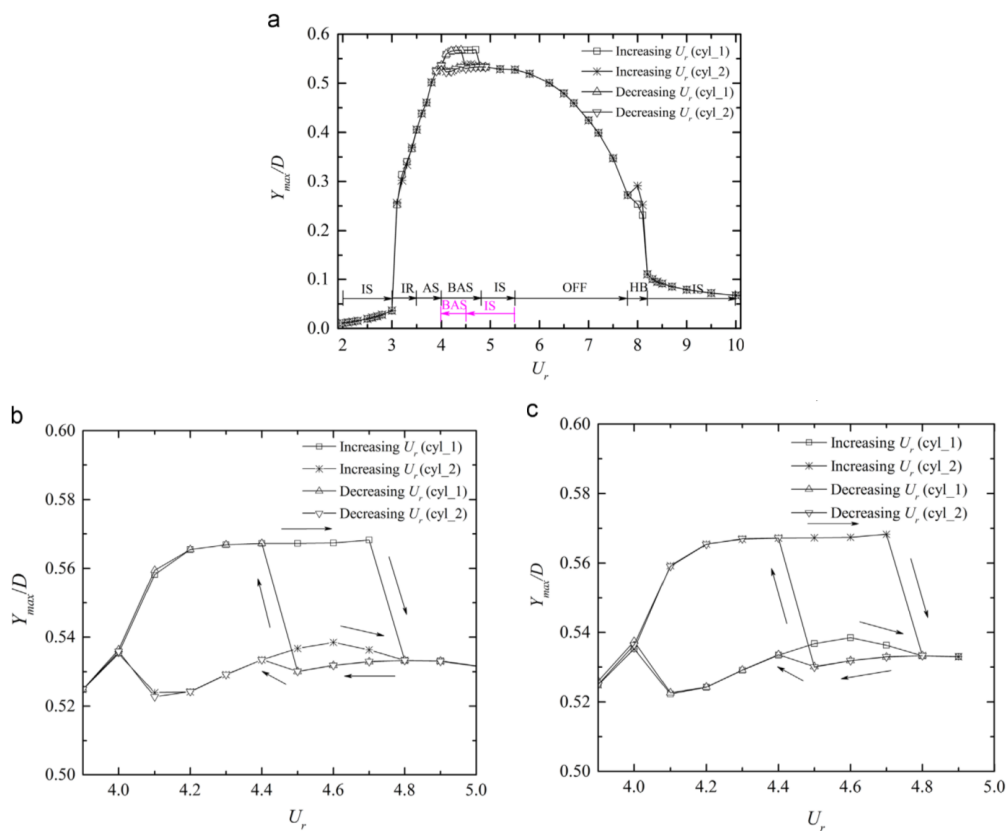 a
0.6
0.5
0.4
0.3
0.2
0.1
0.0
Y_max/D
Increasing U_r (cyl_1)
Increasing U_r (cyl_2)
Decreasing U_r (cyl_1)
Decreasing U_r (cyl_2)
IS IR AS BAS IS OFF HB IS
BAS IS
2 3 4 5 6 7 8 9 10
U_r
b
0.60
0.58
0.56
0.54
0.52
0.50
Y_max/D
Increasing U_r (cyl_1)
Increasing U_r (cyl_2)
Decreasing U_r (cyl_1)
Decreasing U_r (cyl_2)
4.0 4.2 4.4 4.6 4.8 5.0
U_r
c
0.60
0.58
0.56
0.54
0.52
0.50
Y_max/D
Increasing U_r (cyl_1)
Increasing U_r (cyl_2)
Decreasing U_r (cyl_1)
Decreasing U_r (cyl_2)
4.0 4.2 4.4 4.6 4.8 5.0
U_r